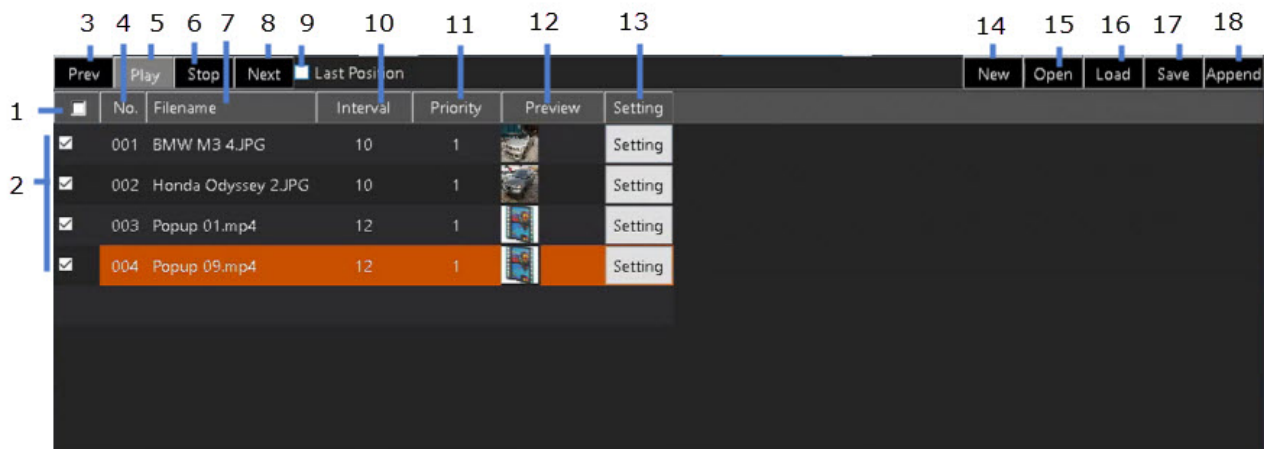 3 4 5 6 7 8 9 10 11 12 13 14 15 16 17 18
Prev Play Stop Next Last Position New Open Load Save Append
1 No. Filename Interval Priority Preview Setting
001 BMW M3 4.JPG 10 1 Setting
2 002 Honda Odyssey 2.JPG 10 1 Setting
003 Popup 01.mp4 12 1 Setting
004 Popup 09.mp4 12 1 Setting